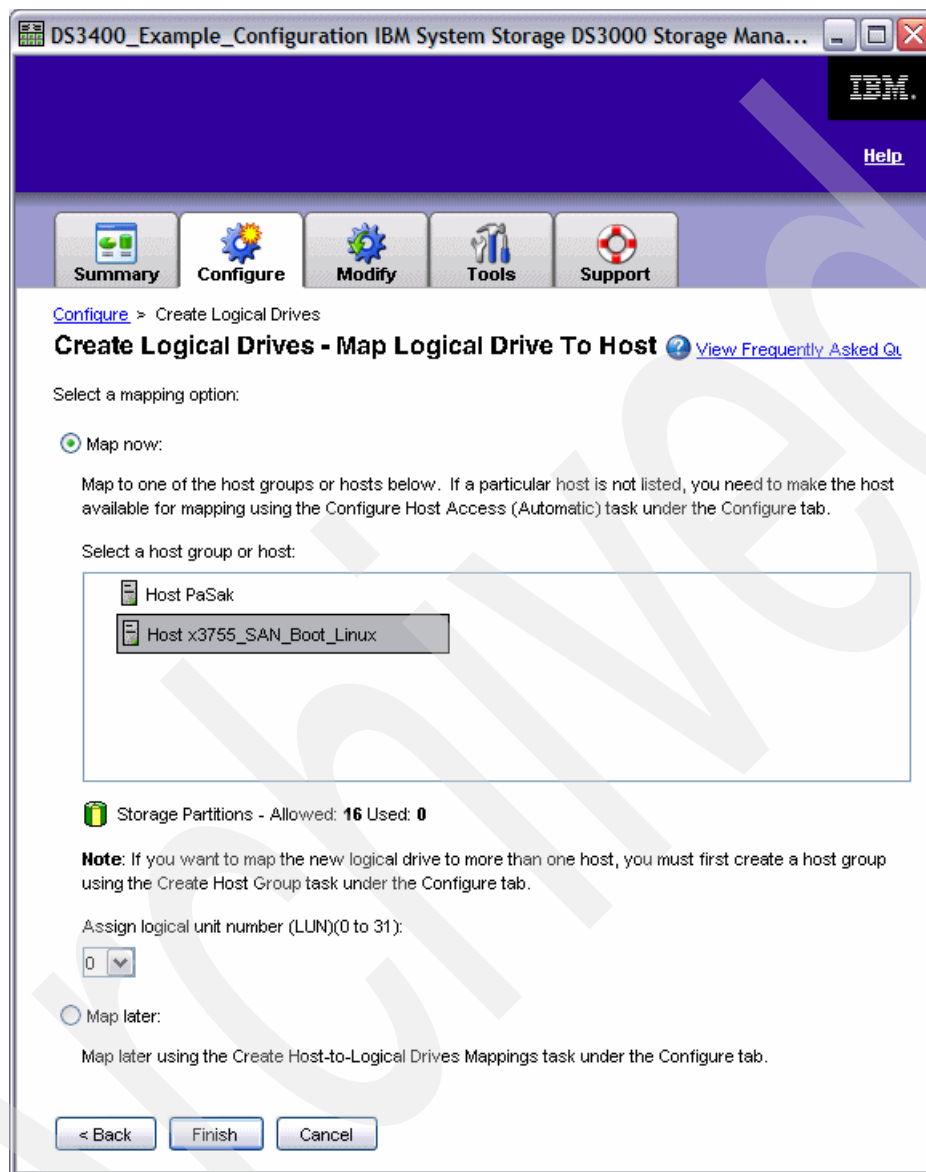 DS3400_Example_Configuration IBM System Storage DS3000 Storage Mana...
IBM.
Help
Summary
Configure
Modify
Tools
Support
Configure > Create Logical Drives
Create Logical Drives - Map Logical Drive To Host ? View Frequently Asked Qu
Select a mapping option:
Map now:
Map to one of the host groups or hosts below. If a particular host is not listed, you need to make the host
available for mapping using the Configure Host Access (Automatic) task under the Configure tab.
Select a host group or host:
Host PaSak
Host x3755_SAN_Boot_Linux
Storage Partitions - Allowed: 16 Used: 0
Note: If you want to map the new logical drive to more than one host, you must first create a host group
using the Create Host Group task under the Configure tab.
Assign logical unit number (LUN)(0 to 31):
0
Map later:
Map later using the Create Host-to-Logical Drives Mappings task under the Configure tab.
< Back
Finish
Cancel